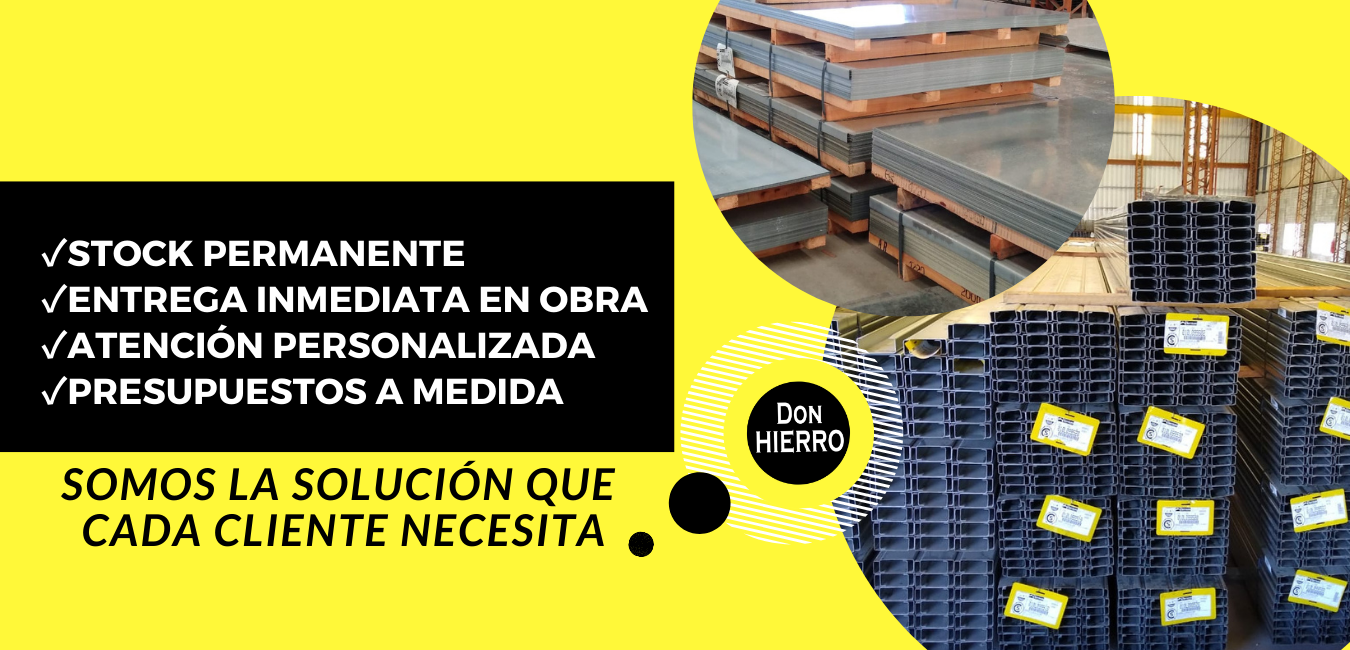 ✓STOCK PERMANENTE
✓ENTREGA INMEDIATA EN OBRA
✓ATENCIÓN PERSONALIZADA
✓PRESUPUESTOS A MEDIDA
SOMOS LA SOLUCIÓN QUE
CADA CLIENTE NECESITA
DON
HIERRO